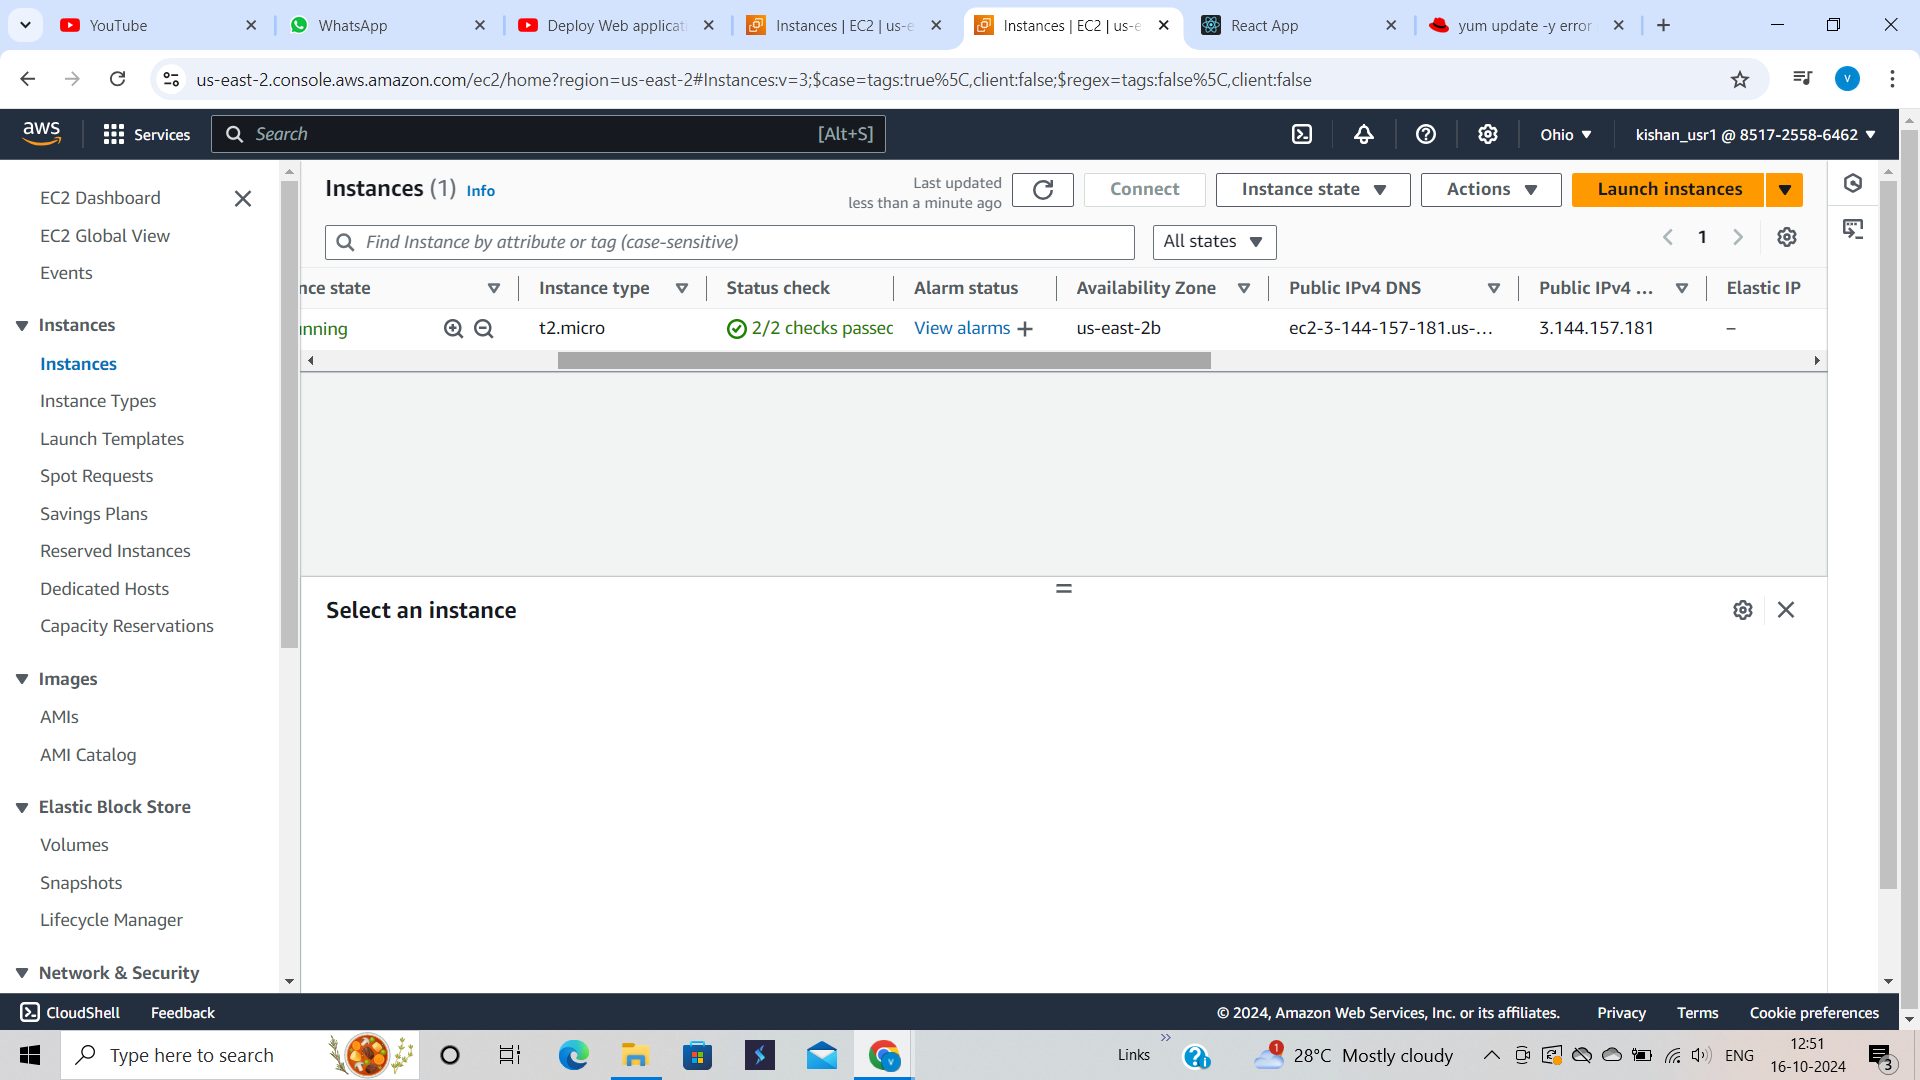 YouTube
WhatsApp
Deploy Web applicati
Instances | EC2 | us-e
Instances | EC2 | us-e
React App
yum update -y error
us-east-2.console.aws.amazon.com/ec2/home?region=us-east-2#Instances:v=3;$case=tags:true%5C,client:false;$regex=tags:false%5C,client:false
V
aws
Services
Search
[Alt+S]
Ohio
kishan_usr1 @ 8517-2558-6462
EC2 Dashboard
EC2 Global View
Events
Instances
Instances
Instance Types
Launch Templates
Spot Requests
Savings Plans
Reserved Instances
Dedicated Hosts
Capacity Reservations
Images
AMIs
AMI Catalog
Elastic Block Store
Volumes
Snapshots
Lifecycle Manager
Network & Security
Instances (1) Info
Last updated
less than a minute ago
Connect
Instance state
Actions
Launch instances
Find Instance by attribute or tag (case-sensitive)
All states
1
nce state
Instance type
Status check
Alarm status
Availability Zone
Public IPv4 DNS
Public IPv4 ...
Elastic IP
unning
t2.micro
2/2 checks passec
View alarms +
us-east-2b
ec2-3-144-157-181.us-...
3.144.157.181
–
Select an instance
CloudShell
Feedback
© 2024, Amazon Web Services, Inc. or its affiliates.
Privacy
Terms
Cookie preferences
Type here to search
Links
1
28°C Mostly cloudy
ENG
12:51
16-10-2024
3